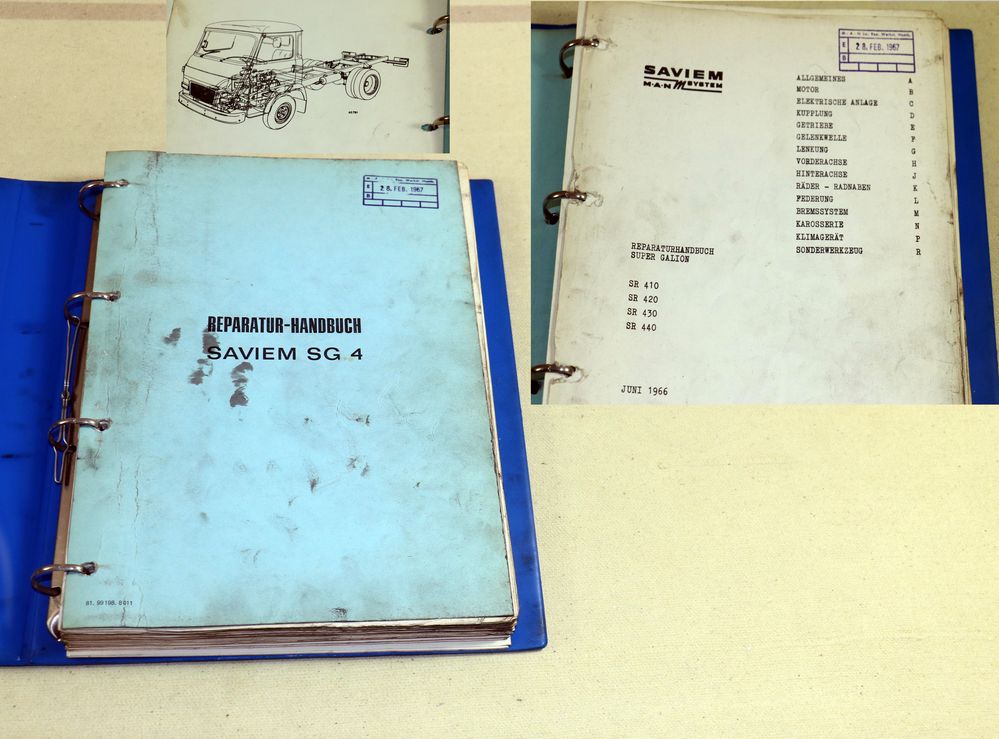 28. FEB. 1967
REPARATUR-HANDBUCH
SAVIEM SG 4
81. 99198. 8011
SAVIEM
M·A·N SYSTEM
28. FEB. 1967
E
B
ALLGEMEINES A
MOTOR B
ELEKTRISCHE ANLAGE C
KUPPLUNG D
GETRIEBE E
GELENKWELLE F
LENKUNG G
VORDERACHSE H
HINTERACHSE J
RÄDER - RADNABEN K
FEDERUNG L
BREMSSYSTEM M
KAROSSERIE N
KLIMAGERÄT P
SONDERWERKZEUG R
REPARATURHANDBUCH
SUPER GALION
SR 410
SR 420
SR 430
SR 440
JUNI 1966